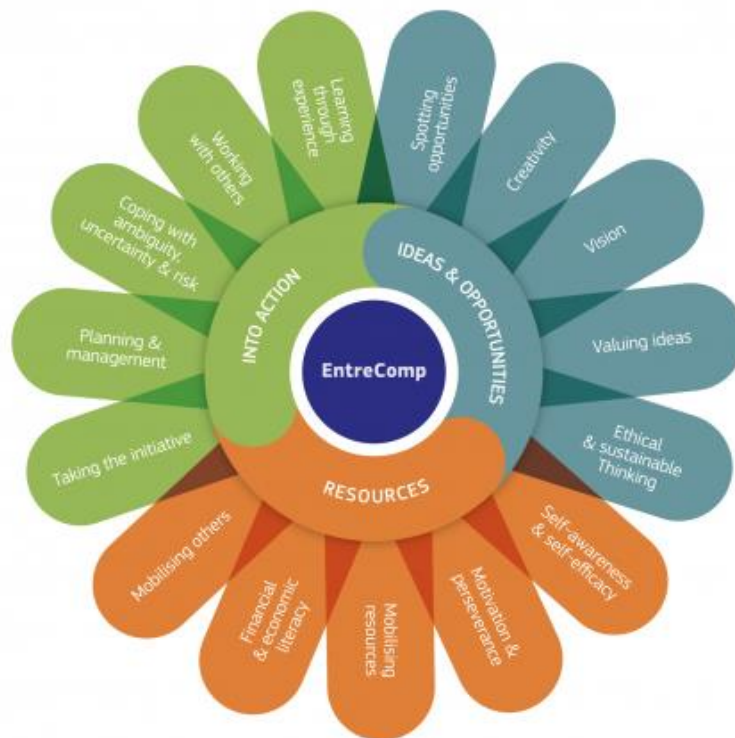 EntreComp
IDEAS & OPPORTUNITIES
Spotting
opportunities
Creativity
Vision
Valuing ideas
Ethical
& sustainable
Thinking
RESOURCES
Self-awareness
& self-efficacy
Motivation &
perseverance
Mobilising
resources
Financial
& economic
literacy
Mobilising others
INTO ACTION
Taking the initiative
Planning &
management
Coping with
ambiguity,
uncertainty & risk
Working
with others
Learning
through
experience